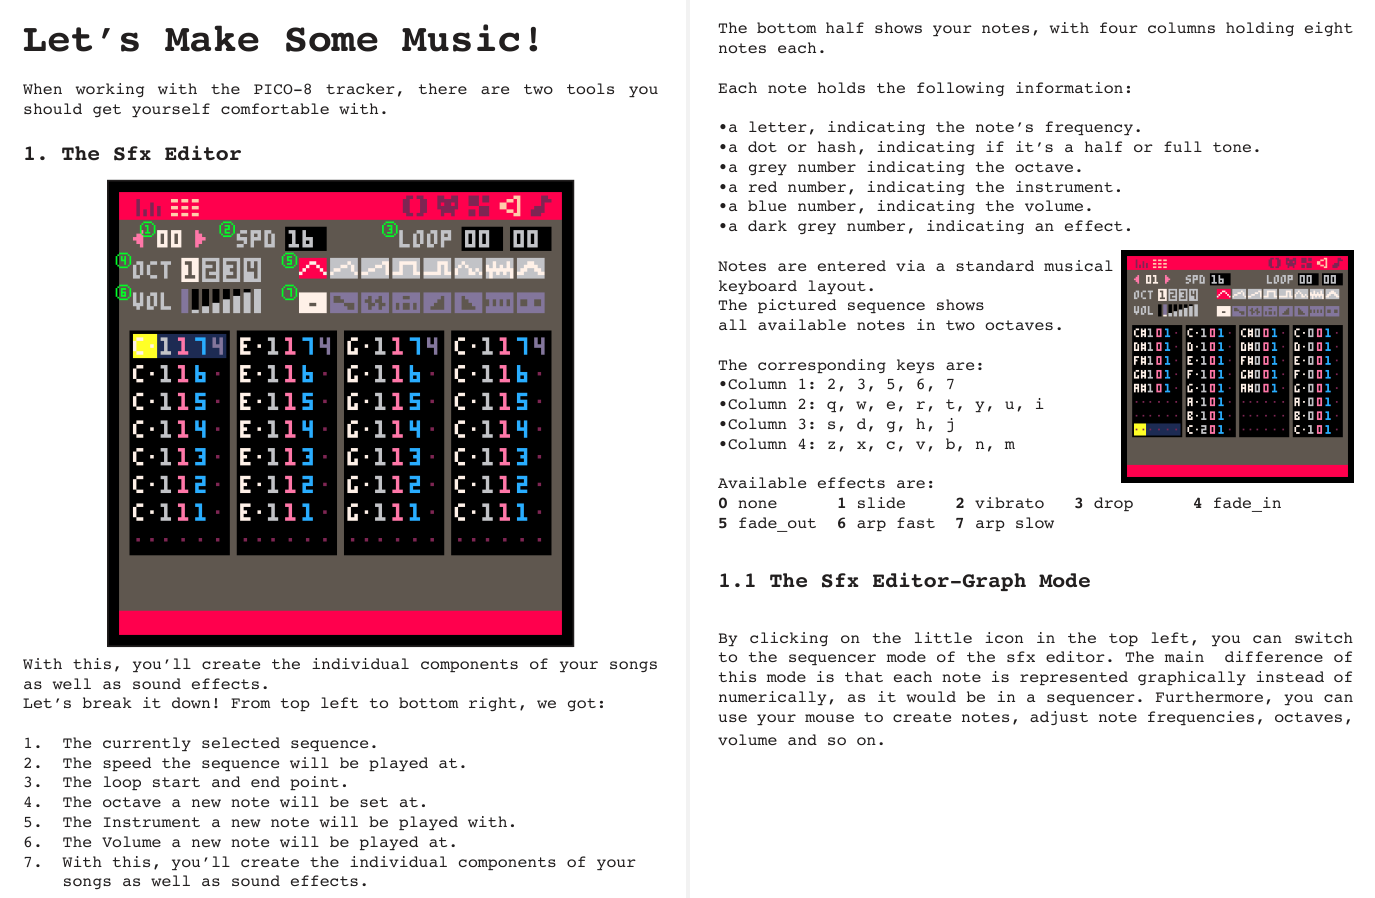 Let’s Make Some Music!
When working with the PICO-8 tracker, there are two tools you
should get yourself comfortable with.
1. The Sfx Editor
1 00 2 SPD 16 3 LOOP 00 00
4 OCT 1 2 3 4 5
6 VOL 7
C·1174 E·1174 G·1174 C·1174
C·116· E·116· G·116· C·116·
C·115· E·115· G·115· C·115·
C·114· E·114· G·114· C·114·
C·113· E·113· G·113· C·113·
C·112· E·112· G·112· C·112·
C·111· E·111· G·111· C·111·
With this, you’ll create the individual components of your songs
as well as sound effects.
Let’s break it down! From top left to bottom right, we got:
1. The currently selected sequence.
2. The speed the sequence will be played at.
3. The loop start and end point.
4. The octave a new note will be set at.
5. The Instrument a new note will be played with.
6. The Volume a new note will be played at.
7. With this, you’ll create the individual components of your
songs as well as sound effects.
The bottom half shows your notes, with four columns holding eight
notes each.
Each note holds the following information:
•a letter, indicating the note’s frequency.
•a dot or hash, indicating if it’s a half or full tone.
•a grey number indicating the octave.
•a red number, indicating the instrument.
•a blue number, indicating the volume.
•a dark grey number, indicating an effect.
Notes are entered via a standard musical
keyboard layout.
The pictured sequence shows
all available notes in two octaves.
The corresponding keys are:
•Column 1: 2, 3, 5, 6, 7
•Column 2: q, w, e, r, t, y, u, i
•Column 3: s, d, g, h, j
•Column 4: z, x, c, v, b, n, m
01 SPD 16 LOOP 00 00
OCT 1 2 3 4
VOL
C#101· C·101· C#001· C·001·
D#101· D·101· D#001· D·001·
F#101· E·101· F#001· E·001·
G#101· F·101· G#001· F·001·
A#101· G·101· A#001· G·001·
A·101· A·001·
B·101· B·001·
C·201· C·101·
Available effects are:
0 none 1 slide 2 vibrato 3 drop 4 fade_in
5 fade_out 6 arp fast 7 arp slow
1.1 The Sfx Editor-Graph Mode
By clicking on the little icon in the top left, you can switch
to the sequencer mode of the sfx editor. The main difference of
this mode is that each note is represented graphically instead of
numerically, as it would be in a sequencer. Furthermore, you can
use your mouse to create notes, adjust note frequencies, octaves,
volume and so on.